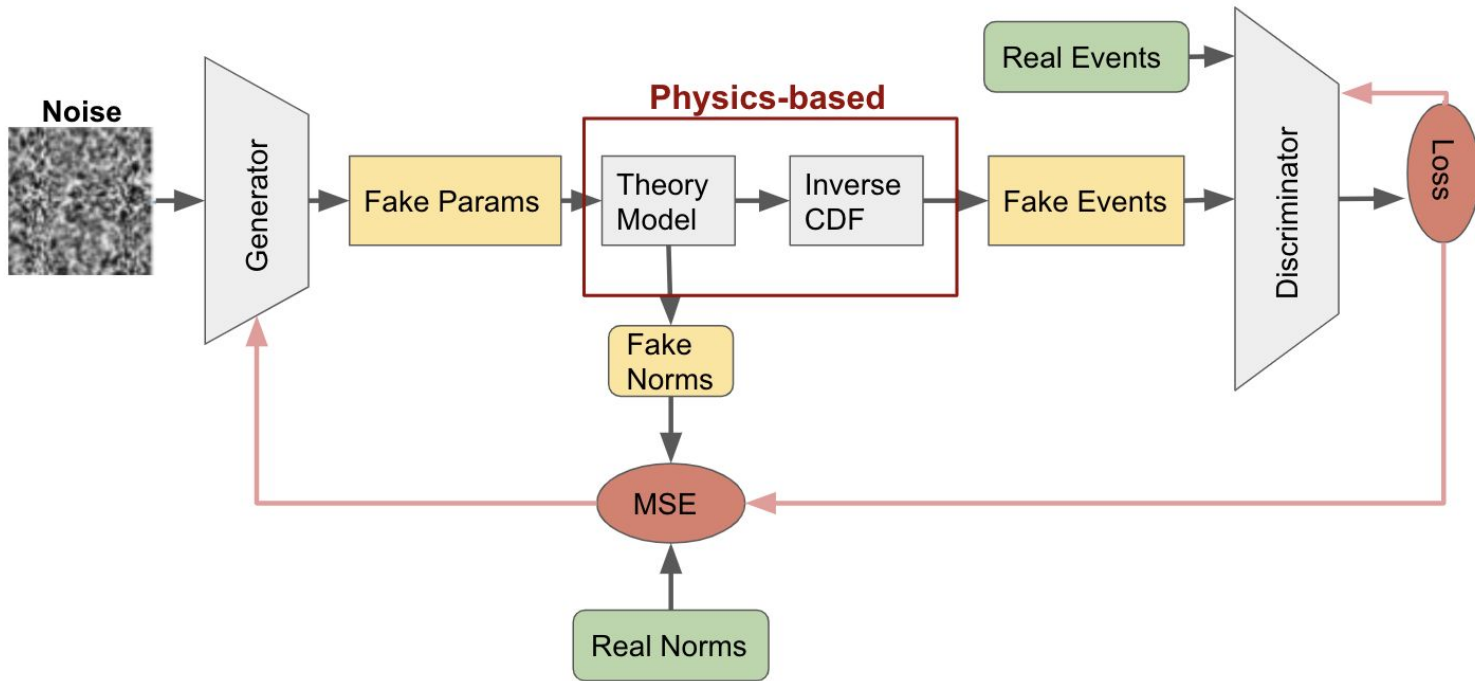 Noise
Generator
Fake Params
Physics-based
Theory
Model
Inverse
CDF
Fake
Norms
MSE
Real Norms
Real Events
Fake Events
Discriminator
Loss